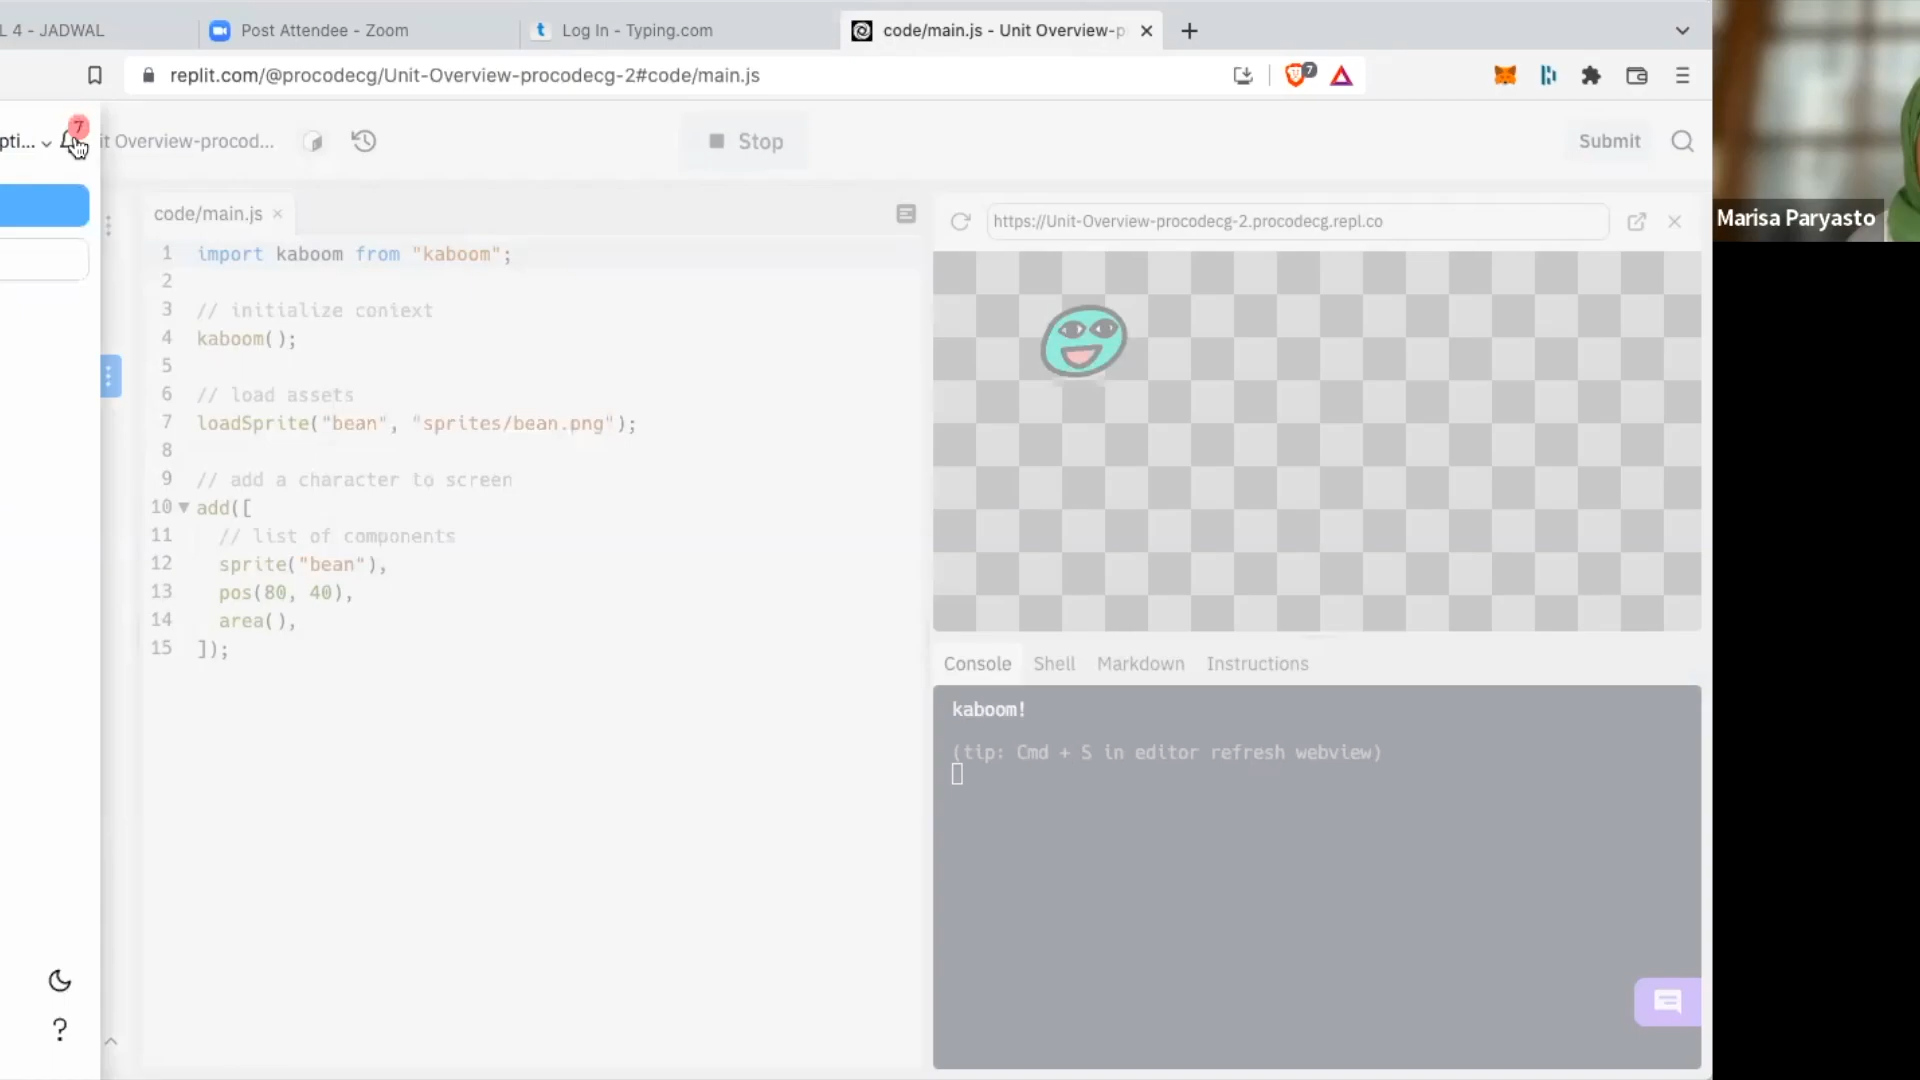 L 4 - JADWAL
Post Attendee - Zoom
Log In - Typing.com
code/main.js - Unit Overview-p
replit.com/@procodecg/Unit-Overview-procodecg-2#code/main.js
7
pti...
7
it Overview-procod...
Stop
Submit
Marisa Paryasto
code/main.js
https://Unit-Overview-procodecg-2.procodecg.repl.co
1 import kaboom from "kaboom";
2
3 // initialize context
4 kaboom();
5
6 // load assets
7 loadSprite("bean", "sprites/bean.png");
8
9 // add a character to screen
10 add([
11 // list of components
12 sprite("bean"),
13 pos(80, 40),
14 area(),
15 ]);
Console Shell Markdown Instructions
kaboom!
(tip: Cmd + S in editor refresh webview)
?